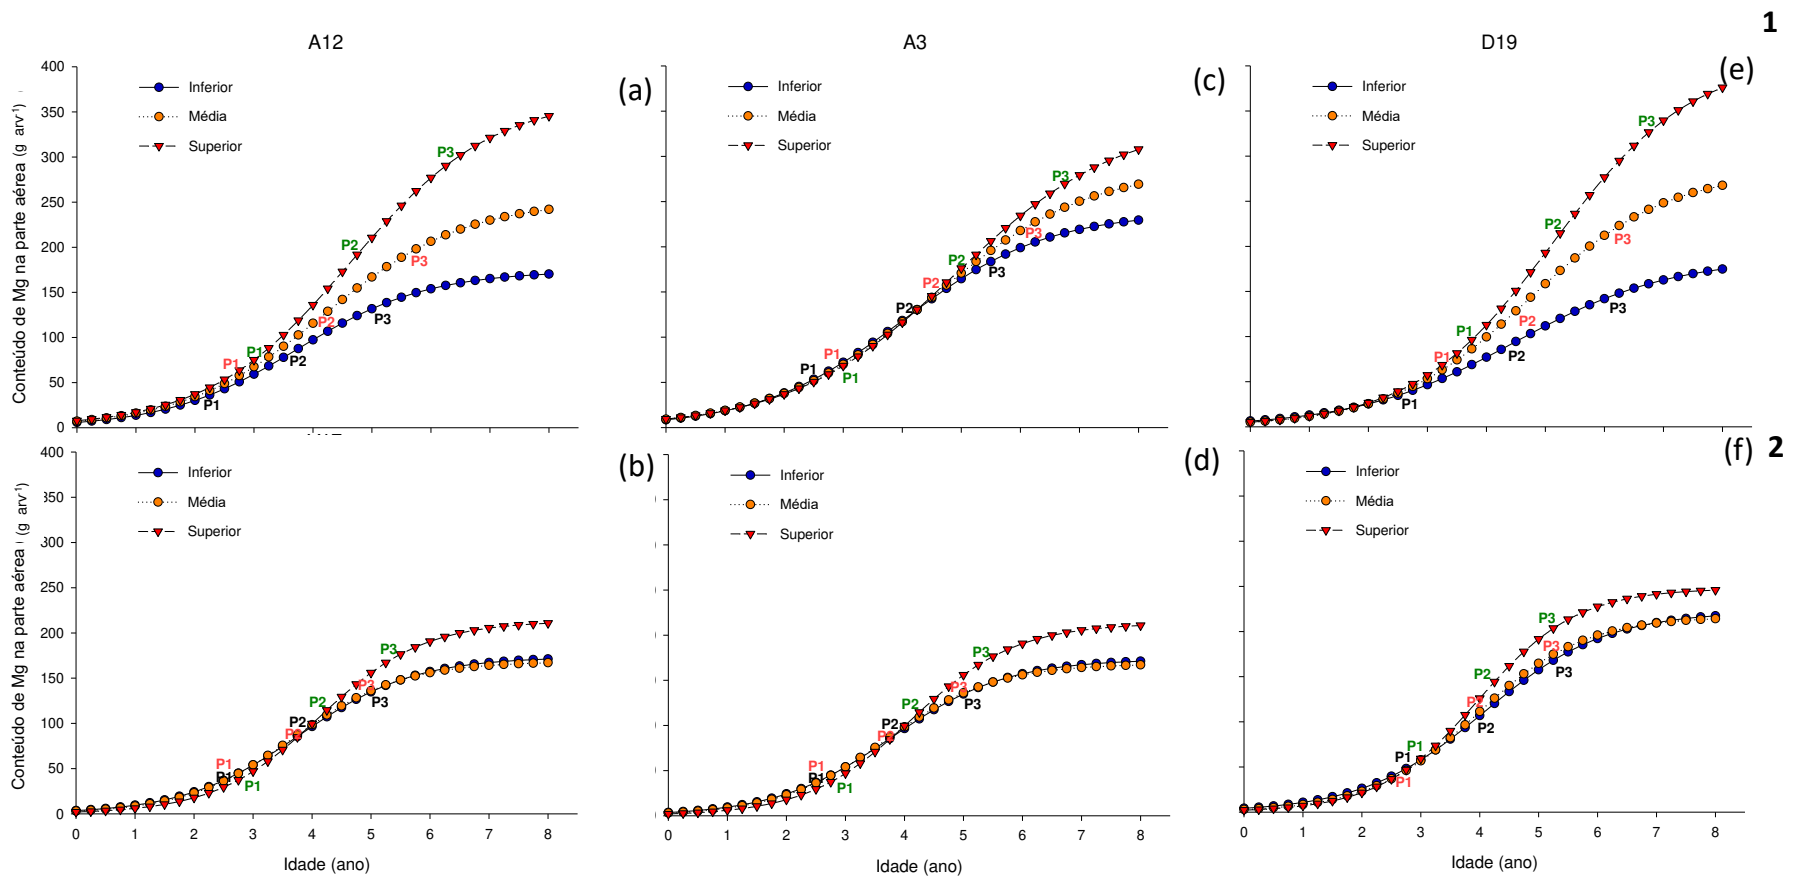 1
A12
A3
D19
Conteúdo de Mg na parte aérea (g arv⁻¹)
400
350
300
250
200
150
100
50
0
Inferior
Média
Superior
(a)
P1
P2
P3
P1
P2
P3
P1
P2
P3
Inferior
Média
Superior
(c)
P1
P2
P3
P1
P2
P3
P1
P2
P3
Inferior
Média
Superior
(e)
P1
P2
P3
P1
P2
P3
P1
P2
P3
2
Conteúdo de Mg na parte aérea (g arv⁻¹)
400
350
300
250
200
150
100
50
0
Inferior
Média
Superior
(b)
P1
P2
P3
P1
P2
P3
P1
P2
P3
0 1 2 3 4 5 6 7 8
Idade (ano)
Inferior
Média
Superior
(d)
P1
P2
P3
P1
P2
P3
P1
P2
P3
0 1 2 3 4 5 6 7 8
Idade (ano)
Inferior
Média
Superior
(f)
P1
P2
P3
P1
P2
P3
P1
P2
P3
0 1 2 3 4 5 6 7 8
Idade (ano)